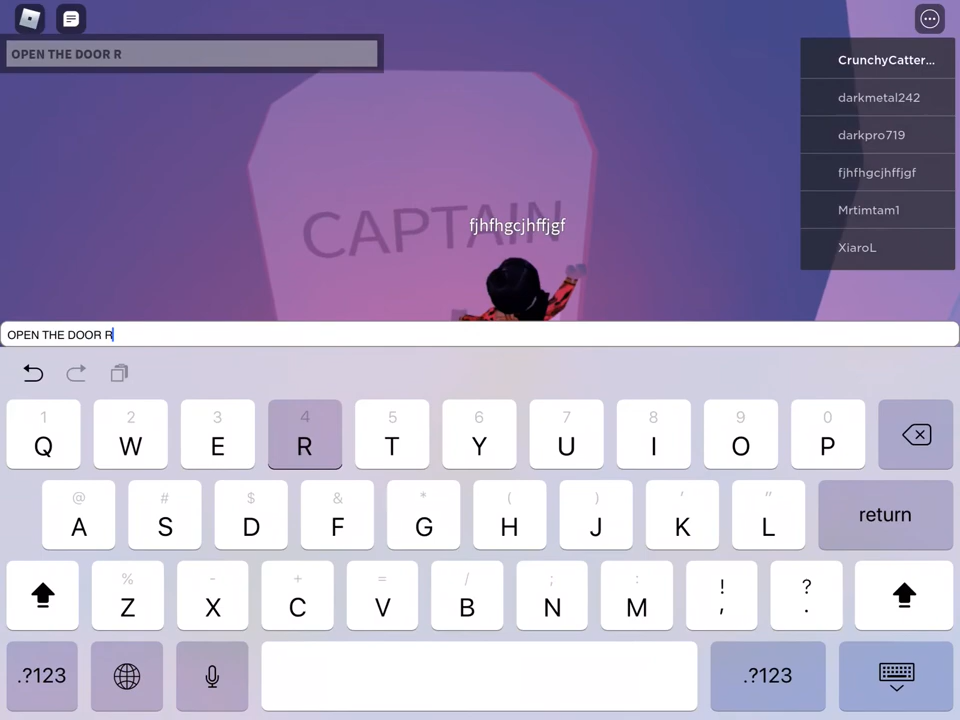 OPEN THE DOOR R
CrunchyCatter...
darkmetal242
darkpro719
fjhfhgcjhffjgf
Mrtimtam1
XiaroL
CAPTAIN
fjhfhgcjhffjgf
OPEN THE DOOR R
1 2 3 4 5 6 7 8 9 0
Q W E R T Y U I O P
@ # $ & * ( ) ' "
A S D F G H J K L return
% - + = / ; : ! ?
Z X C V B N M , .
.?123 .?123